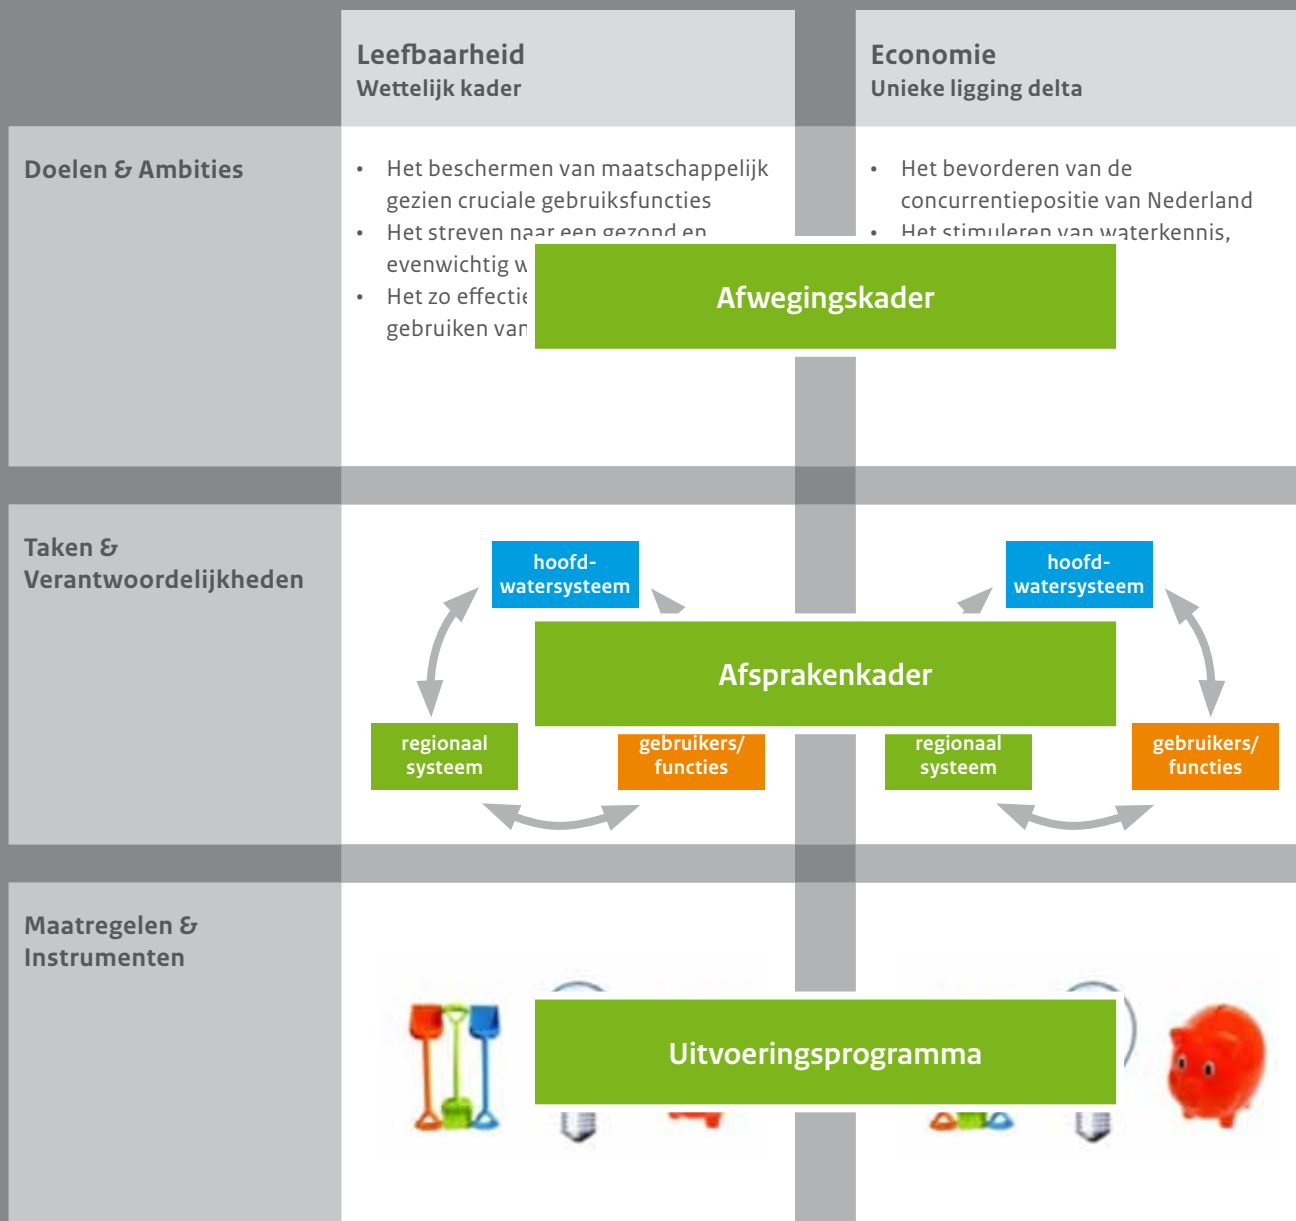 Leefbaarheid
Wettelijk kader
Economie
Unieke ligging delta
Doelen & Ambities
• Het beschermen van maatschappelijk
gezien cruciale gebruiksfuncties
• Het streven naar een gezond en
evenwichtig
• Het zo
gebruiken
• Het bevorderen van de
concurrentiepositie van Nederland
• Het stimuleren van waterkennis,
Afwegingskader
Taken &
Verantwoordelijkheden
hoofd-
watersysteem
regionaal
systeem
gebruikers/
functies
hoofd-
watersysteem
regionaal
systeem
gebruikers/
functies
Afsprakenkader
Maatregelen &
Instrumenten
Uitvoeringsprogramma